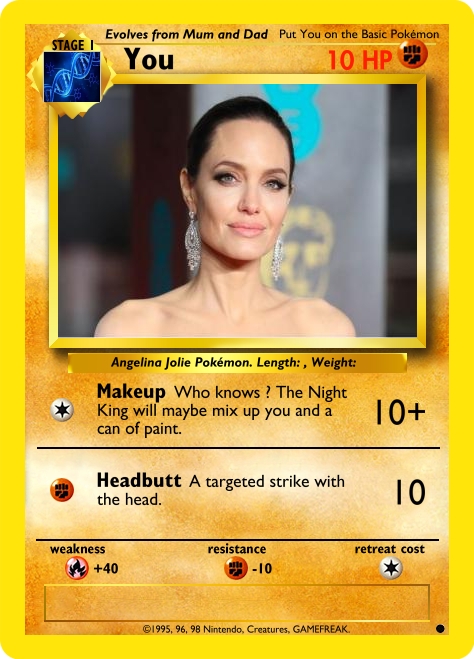 Evolves from Mum and Dad Put You on the Basic Pokémon
STAGE 1
You 10 HP
Angelina Jolie Pokémon. Length: , Weight:
Makeup Who knows ? The Night
King will maybe mix up you and a
can of paint.
10+
Headbutt A targeted strike with
the head.
10
weakness resistance retreat cost
+40 -10
©1995, 96, 98 Nintendo, Creatures, GAMEFREAK.